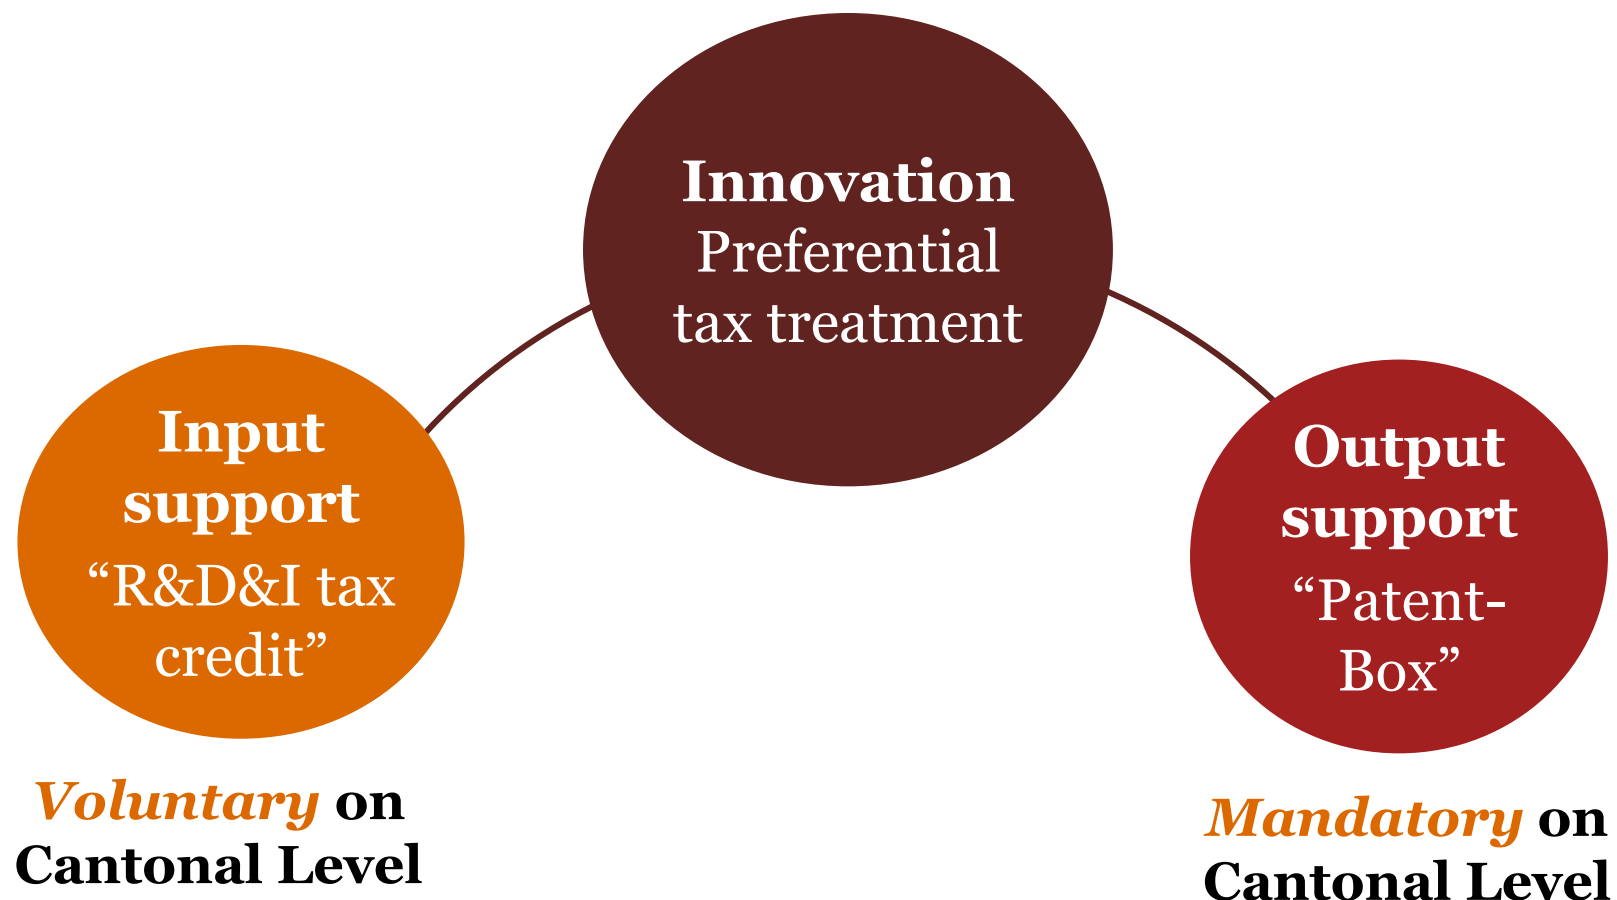 Innovation
Preferential
tax treatment
Input
support
“R&D&I tax
credit”
Voluntary on
Cantonal Level
Output
support
“Patent-
Box”
Mandatory on
Cantonal Level